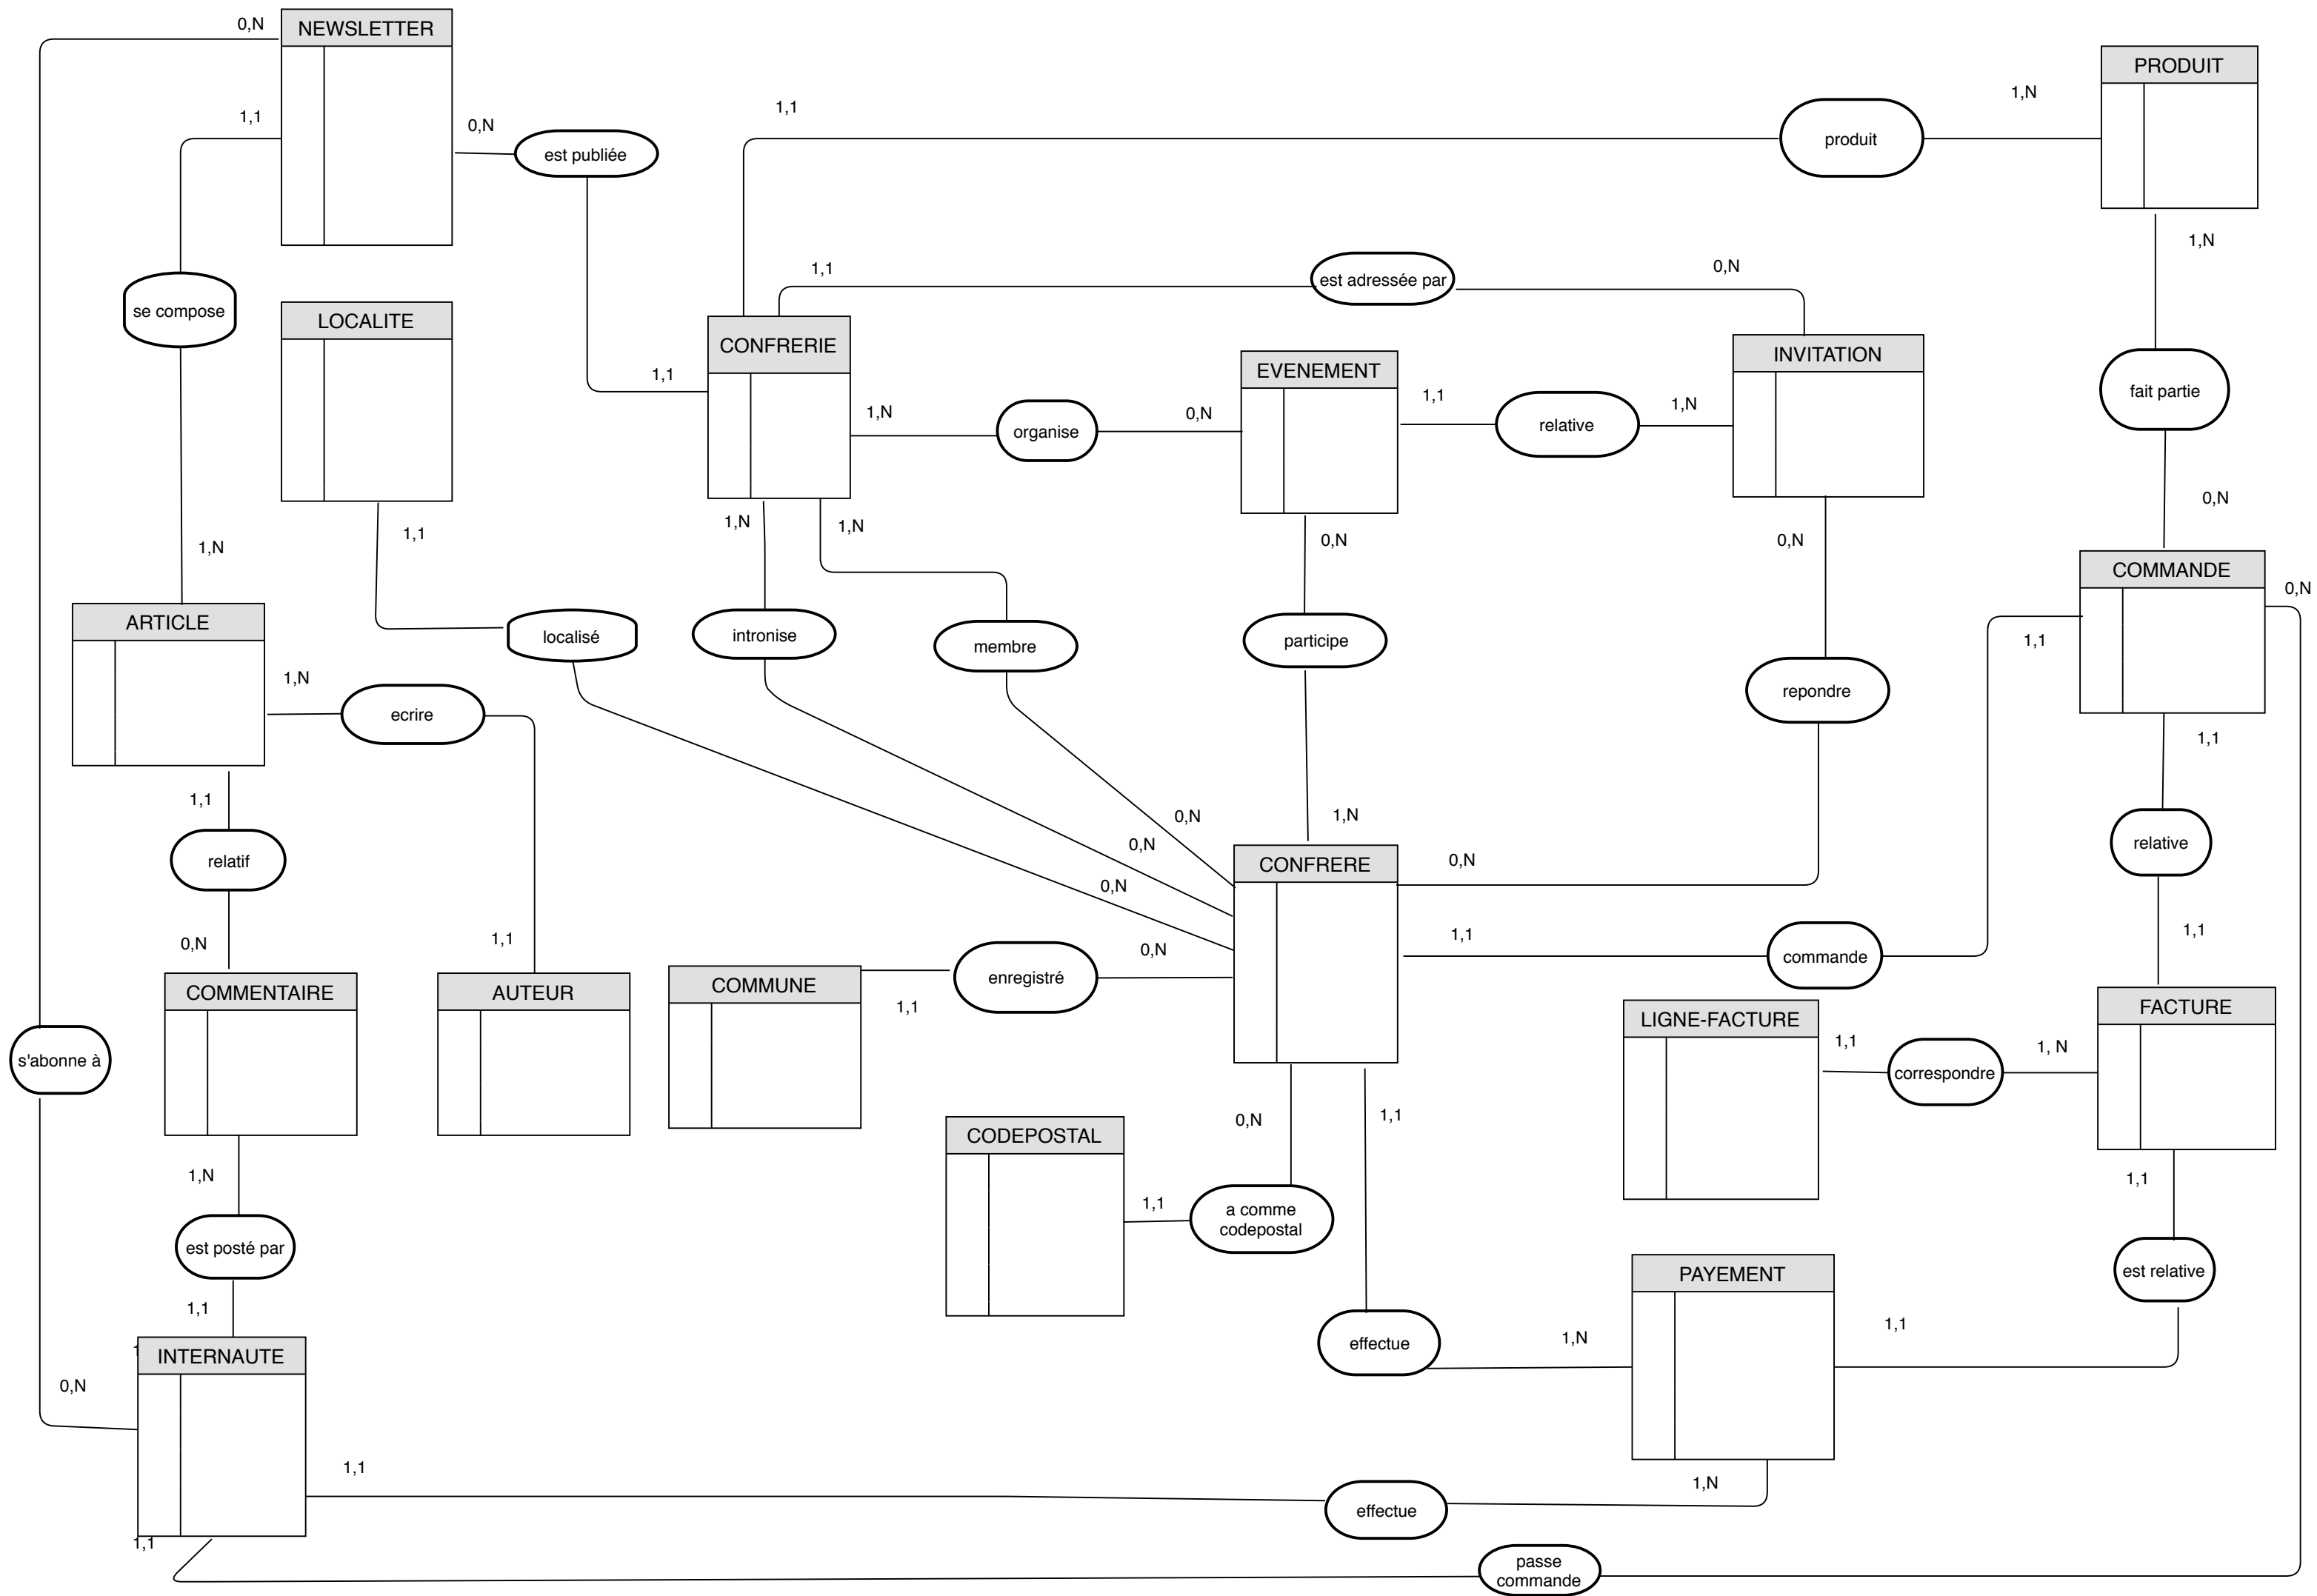 0,N
NEWSLETTER
PRODUIT
1,1
0,N
est publiée
1,1
produit
1,N
1,N
se compose
LOCALITE
1,1
est adressée par
0,N
CONFRERIE
EVENEMENT
INVITATION
1,1
1,N
organise
0,N
1,1
relative
1,N
fait partie
1,N
1,1
1,N
1,N
0,N
0,N
0,N
COMMANDE
0,N
ARTICLE
localisé
intronise
membre
participe
1,1
1,N
ecrire
repondre
1,1
1,1
relatif
0,N
0,N
0,N
1,N
CONFRERE
0,N
relative
0,N
1,1
0,N
1,1
commande
1,1
COMMENTAIRE
AUTEUR
COMMUNE
1,1
enregistré
LIGNE-FACTURE
FACTURE
s'abonne à
1,1
correspondre
1, N
0,N
1,1
CODEPOSTAL
1,N
1,1
a comme
codepostal
1,1
est posté par
PAYEMENT
est relative
1,1
INTERNAUTE
effectue
1,N
1,1
0,N
1,1
effectue
1,N
1,1
passe
commande